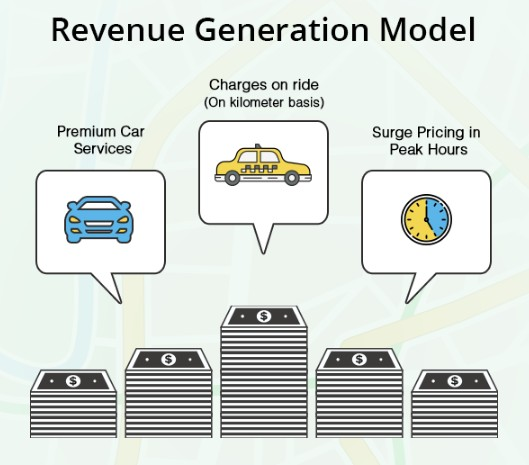 Revenue Generation Model
Charges on ride
(On kilometer basis)
Premium Car
Services
Surge Pricing in
Peak Hours
$
$
$
$
$